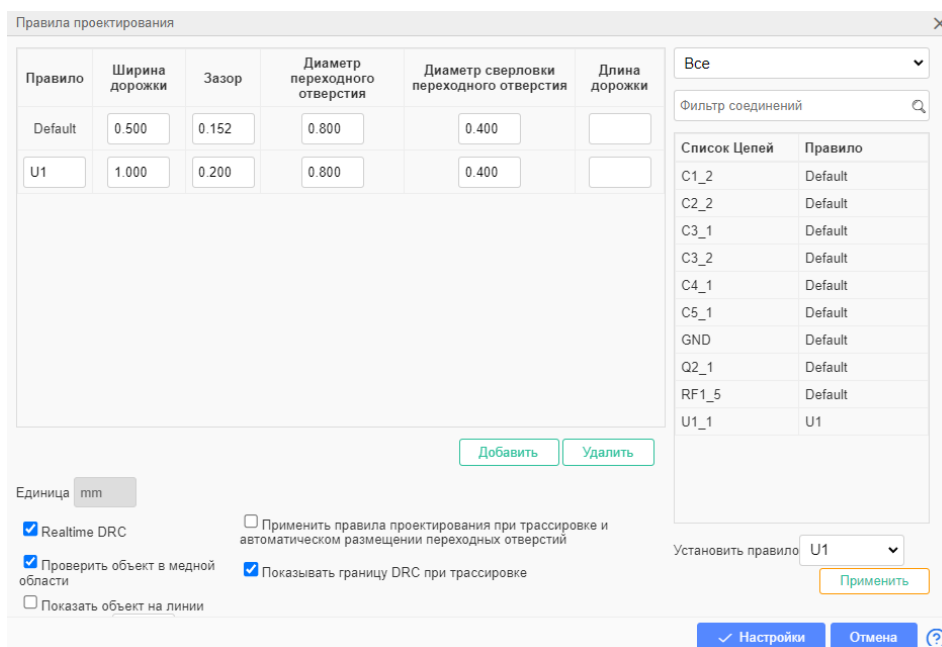 Правила проектирования
Правило
Ширина
дорожки
Зазор
Диаметр
переходного
отверстия
Диаметр сверловки
переходного отверстия
Длина
дорожки
Default 0.500 0.152 0.800 0.400
U1 1.000 0.200 0.800 0.400
Добавить Удалить
Единица mm
Realtime DRC
Проверить объект в медной
области
Показать объект на линии
Применить правила проектирования при трассировке и
автоматическом размещении переходных отверстий
Показывать границу DRC при трассировке
Все
Фильтр соединений
Список Цепей Правило
C1_2 Default
C2_2 Default
C3_1 Default
C3_2 Default
C4_1 Default
C5_1 Default
GND Default
Q2_1 Default
RF1_5 Default
U1_1 U1
Установить правило U1
Применить
Настройки Отмена ?